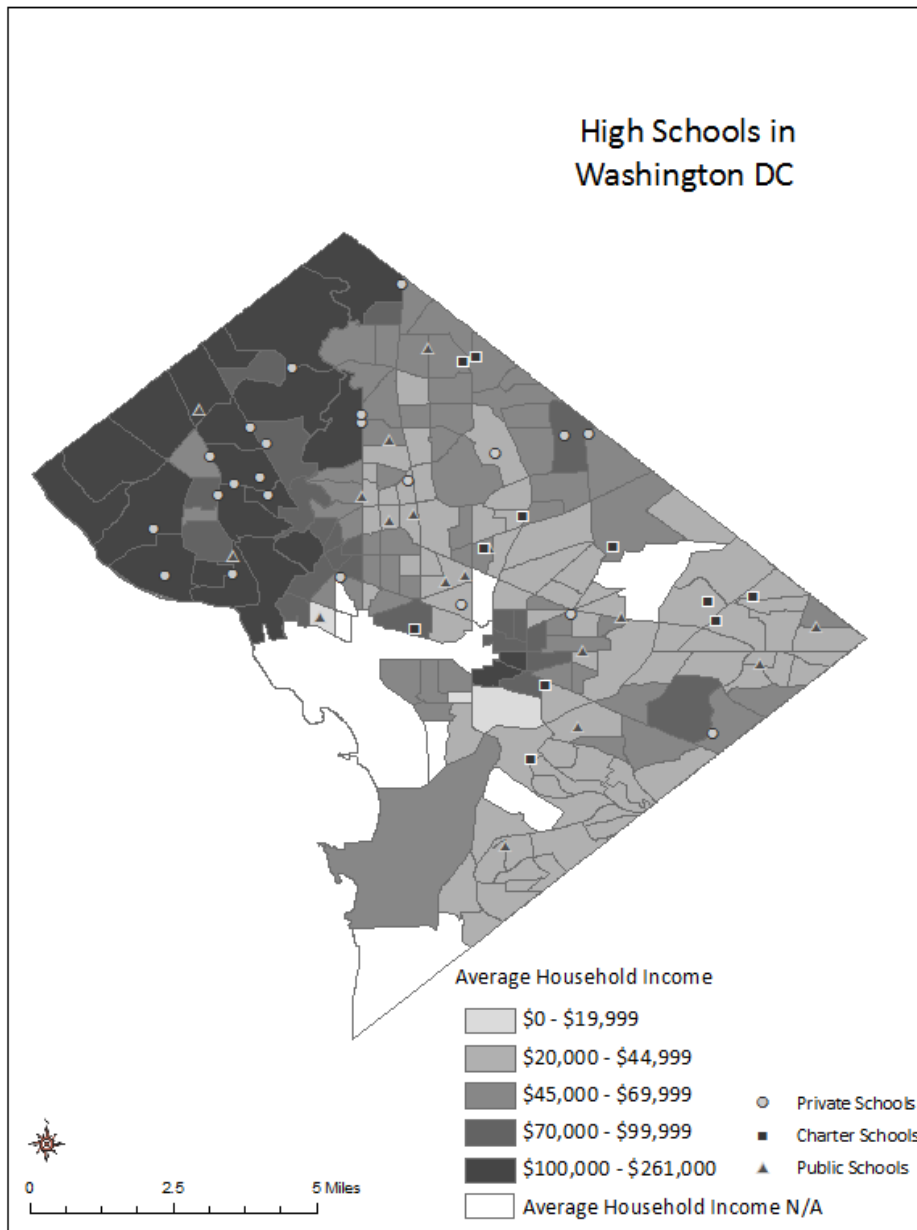 High Schools in
Washington DC
Average Household Income
$0 - $19,999
$20,000 - $44,999
$45,000 - $69,999
$70,000 - $99,999
$100,000 - $261,000
Average Household Income N/A
Private Schools
Charter Schools
Public Schools
0 2.5 5 Miles